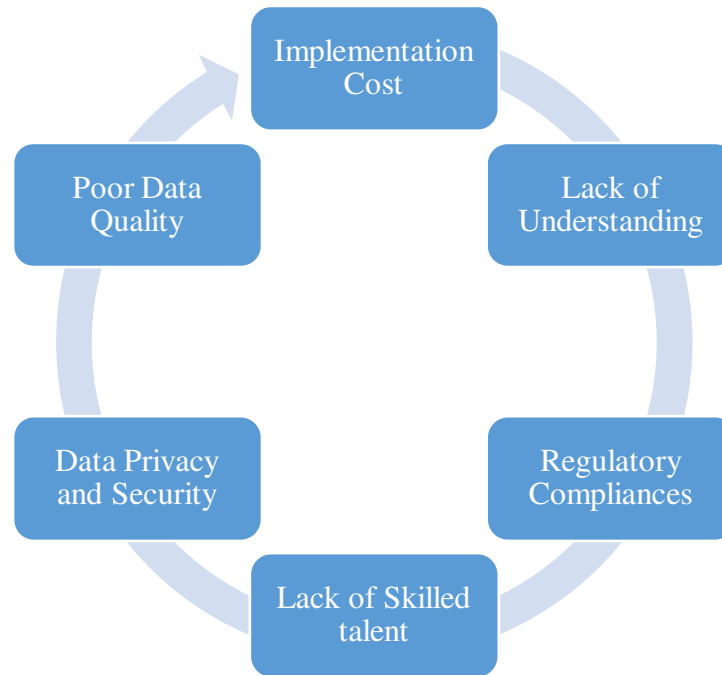 Implementation
Cost
Lack of
Understanding
Regulatory
Compliances
Lack of Skilled
talent
Data Privacy
and Security
Poor Data
Quality